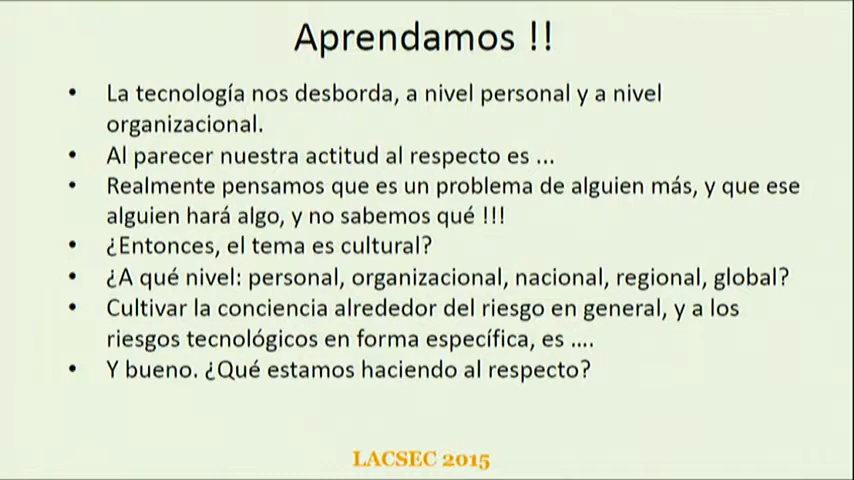 Aprendamos !!
• La tecnología nos desborda, a nivel personal y a nivel
organizacional.
• Al parecer nuestra actitud al respecto es ...
• Realmente pensamos que es un problema de alguien más, y que ese
alguien hará algo, y no sabemos qué !!!
• ¿Entonces, el tema es cultural?
• ¿A qué nivel: personal, organizacional, nacional, regional, global?
• Cultivar la conciencia alrededor del riesgo en general, y a los
riesgos tecnológicos en forma específica, es ....
• Y bueno. ¿Qué estamos haciendo al respecto?
LACSEC 2015